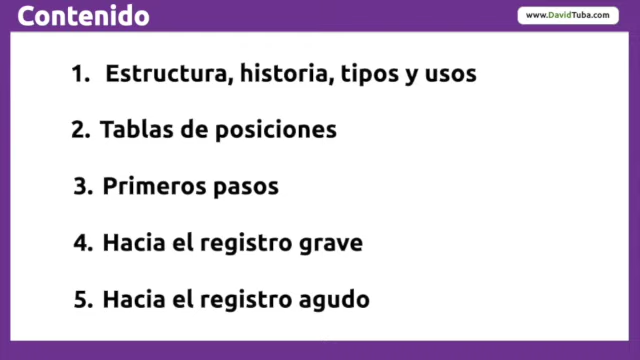 Contenido
www.DavidTuba.com
1. Estructura, historia, tipos y usos
2. Tablas de posiciones
3. Primeros pasos
4. Hacia el registro grave
5. Hacia el registro agudo